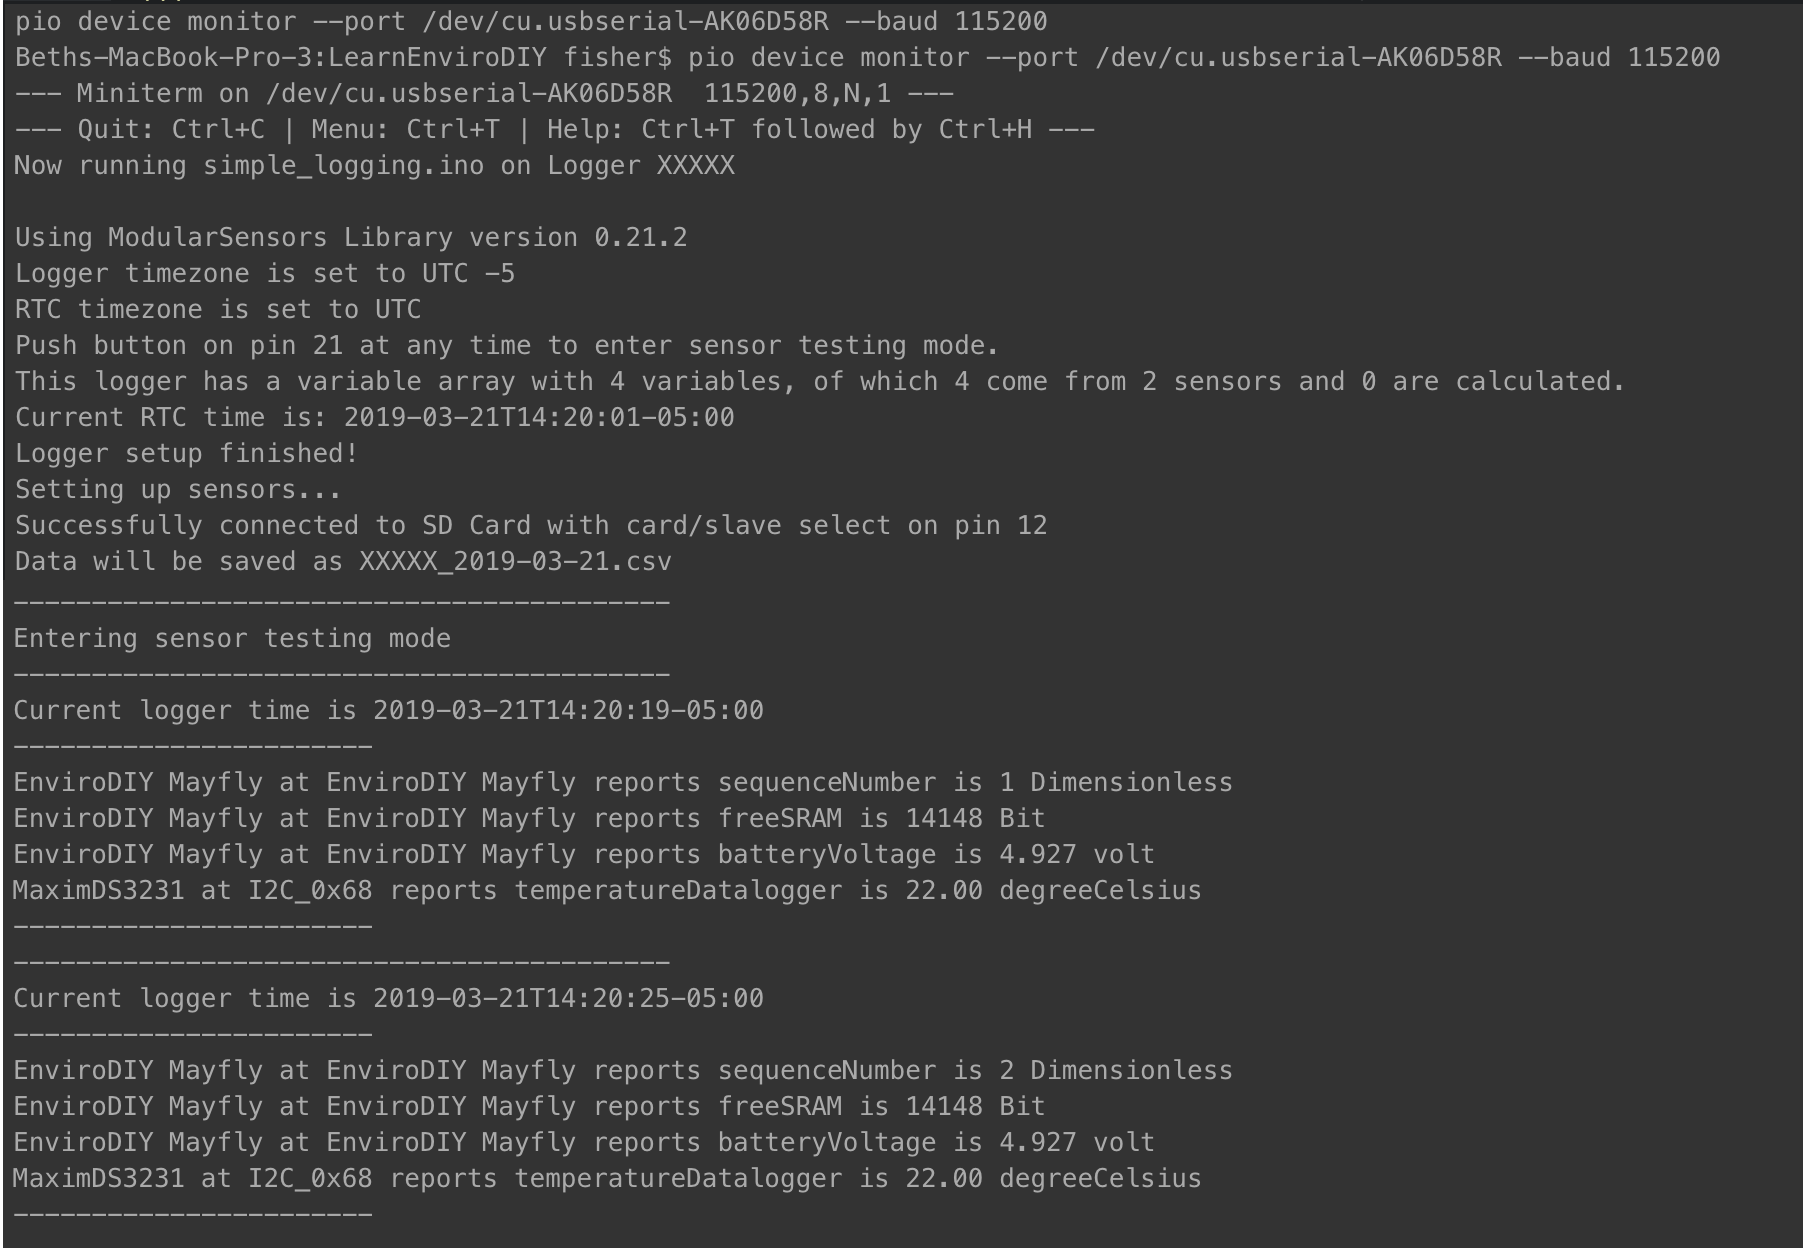 pio device monitor --port /dev/cu.usbserial-AK06D58R --baud 115200
Beths-MacBook-Pro-3:LearnEnviroDIY fisher$ pio device monitor --port /dev/cu.usbserial-AK06D58R --baud 115200
--- Miniterm on /dev/cu.usbserial-AK06D58R  115200,8,N,1 ---
--- Quit: Ctrl+C | Menu: Ctrl+T | Help: Ctrl+T followed by Ctrl+H ---
Now running simple_logging.ino on Logger XXXXX

Using ModularSensors Library version 0.21.2
Logger timezone is set to UTC -5
RTC timezone is set to UTC
Push button on pin 21 at any time to enter sensor testing mode.
This logger has a variable array with 4 variables, of which 4 come from 2 sensors and 0 are calculated.
Current RTC time is: 2019-03-21T14:20:01-05:00
Logger setup finished!
Setting up sensors...
Successfully connected to SD Card with card/slave select on pin 12
Data will be saved as XXXXX_2019-03-21.csv
------------------------------------------
Entering sensor testing mode
------------------------------------------
Current logger time is 2019-03-21T14:20:19-05:00
-----------------------
EnviroDIY Mayfly at EnviroDIY Mayfly reports sequenceNumber is 1 Dimensionless
EnviroDIY Mayfly at EnviroDIY Mayfly reports freeSRAM is 14148 Bit
EnviroDIY Mayfly at EnviroDIY Mayfly reports batteryVoltage is 4.927 volt
MaximDS3231 at I2C_0x68 reports temperatureDatalogger is 22.00 degreeCelsius
-----------------------
------------------------------------------
Current logger time is 2019-03-21T14:20:25-05:00
-----------------------
EnviroDIY Mayfly at EnviroDIY Mayfly reports sequenceNumber is 2 Dimensionless
EnviroDIY Mayfly at EnviroDIY Mayfly reports freeSRAM is 14148 Bit
EnviroDIY Mayfly at EnviroDIY Mayfly reports batteryVoltage is 4.927 volt
MaximDS3231 at I2C_0x68 reports temperatureDatalogger is 22.00 degreeCelsius
-----------------------